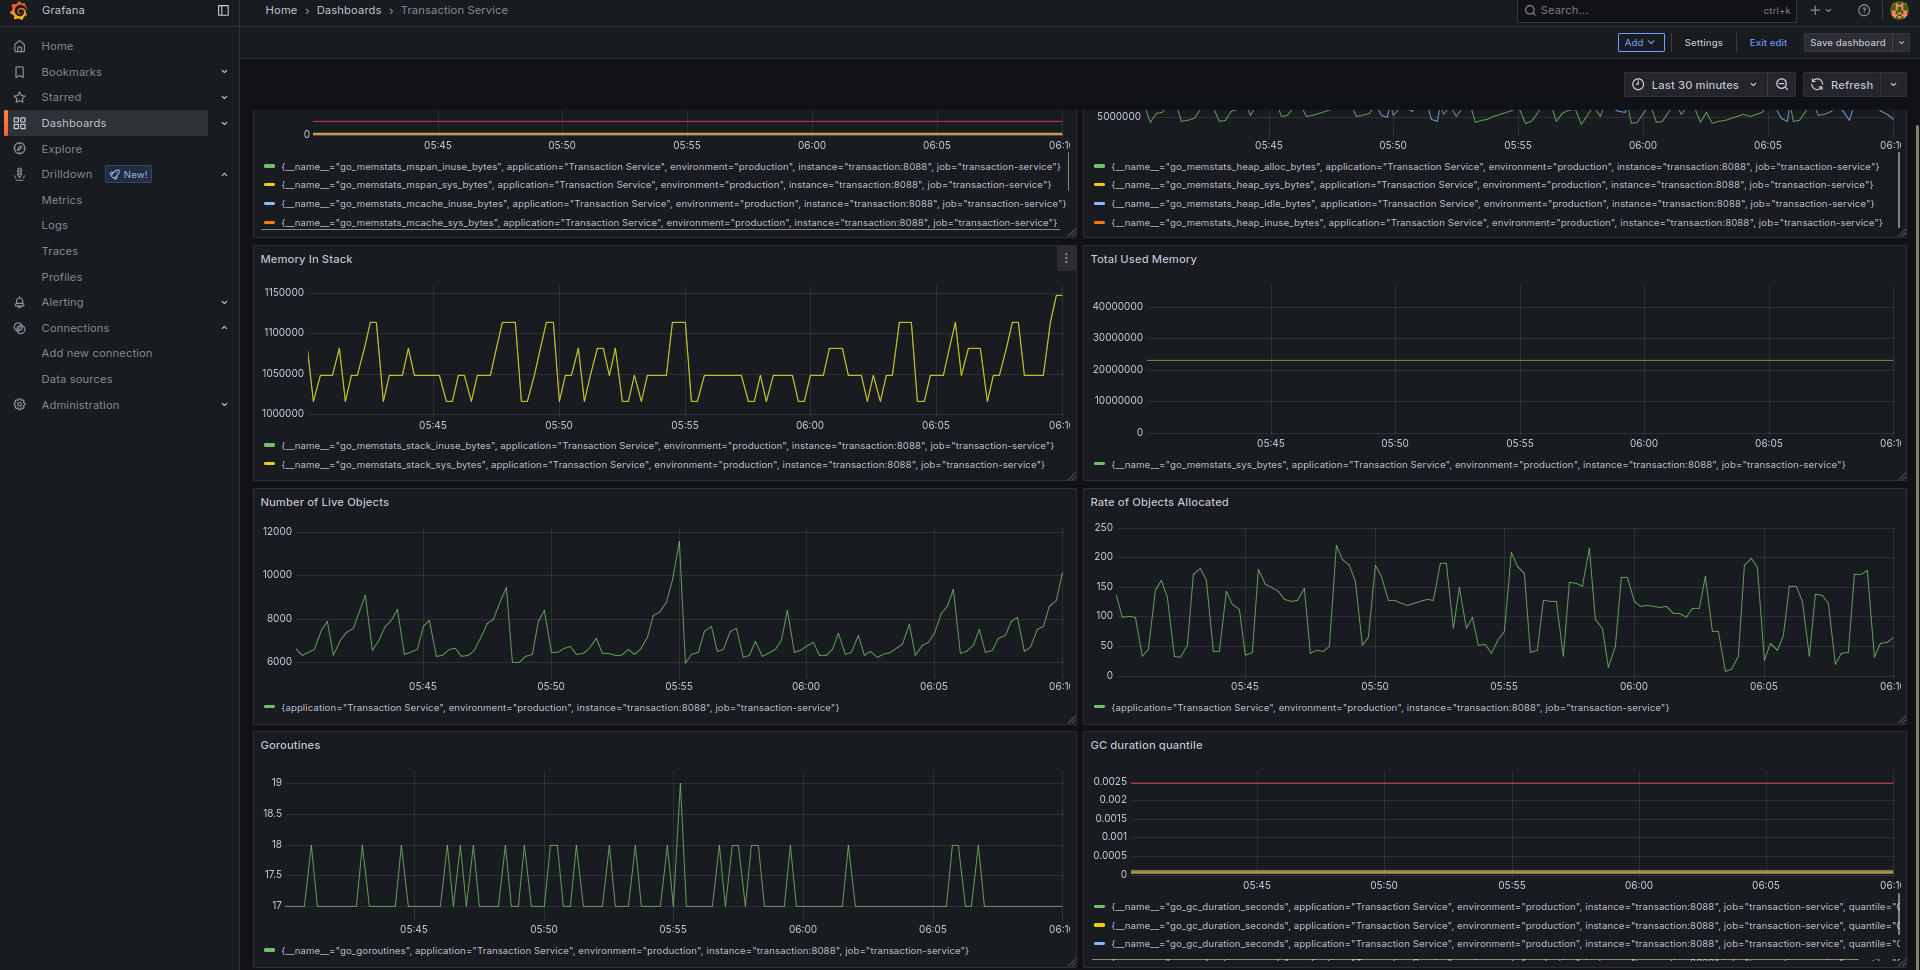 Grafana
Home
Bookmarks
Starred
Dashboards
Explore
Drilldown New!
Metrics
Logs
Traces
Profiles
Alerting
Connections
Add new connection
Data sources
Administration
Home › Dashboards › Transaction Service
Search... ctrl+k
Add Settings Exit edit Save dashboard
Last 30 minutes Refresh
0
05:45 05:50 05:55 06:00 06:05
{__name__="go_memstats_mspan_inuse_bytes", application="Transaction Service", environment="production", instance="transaction:8088", job="transaction-service"}
{__name__="go_memstats_mspan_sys_bytes", application="Transaction Service", environment="production", instance="transaction:8088", job="transaction-service"}
{__name__="go_memstats_mcache_inuse_bytes", application="Transaction Service", environment="production", instance="transaction:8088", job="transaction-service"}
{__name__="go_memstats_mcache_sys_bytes", application="Transaction Service", environment="production", instance="transaction:8088", job="transaction-service"}
5000000
05:45 05:50 05:55 06:00 06:05
{__name__="go_memstats_heap_alloc_bytes", application="Transaction Service", environment="production", instance="transaction:8088", job="transaction-service"}
{__name__="go_memstats_heap_sys_bytes", application="Transaction Service", environment="production", instance="transaction:8088", job="transaction-service"}
{__name__="go_memstats_heap_idle_bytes", application="Transaction Service", environment="production", instance="transaction:8088", job="transaction-service"}
{__name__="go_memstats_heap_inuse_bytes", application="Transaction Service", environment="production", instance="transaction:8088", job="transaction-service"}
Memory In Stack
1150000
1100000
1050000
1000000
05:45 05:50 05:55 06:00 06:05
{__name__="go_memstats_stack_inuse_bytes", application="Transaction Service", environment="production", instance="transaction:8088", job="transaction-service"}
{__name__="go_memstats_stack_sys_bytes", application="Transaction Service", environment="production", instance="transaction:8088", job="transaction-service"}
Total Used Memory
40000000
30000000
20000000
10000000
0
05:45 05:50 05:55 06:00 06:05
{__name__="go_memstats_sys_bytes", application="Transaction Service", environment="production", instance="transaction:8088", job="transaction-service"}
Number of Live Objects
12000
10000
8000
6000
05:45 05:50 05:55 06:00 06:05
{application="Transaction Service", environment="production", instance="transaction:8088", job="transaction-service"}
Rate of Objects Allocated
250
200
150
100
50
0
05:45 05:50 05:55 06:00 06:05
{application="Transaction Service", environment="production", instance="transaction:8088", job="transaction-service"}
Goroutines
19
18.5
18
17.5
17
05:45 05:50 05:55 06:00 06:05
{__name__="go_goroutines", application="Transaction Service", environment="production", instance="transaction:8088", job="transaction-service"}
GC duration quantile
0.0025
0.002
0.0015
0.001
0.0005
0
05:45 05:50 05:55 06:00 06:05
{__name__="go_gc_duration_seconds", application="Transaction Service", environment="production", instance="transaction:8088", job="transaction-service", quantile="
{__name__="go_gc_duration_seconds", application="Transaction Service", environment="production", instance="transaction:8088", job="transaction-service", quantile="
{__name__="go_gc_duration_seconds", application="Transaction Service", environment="production", instance="transaction:8088", job="transaction-service", quantile="